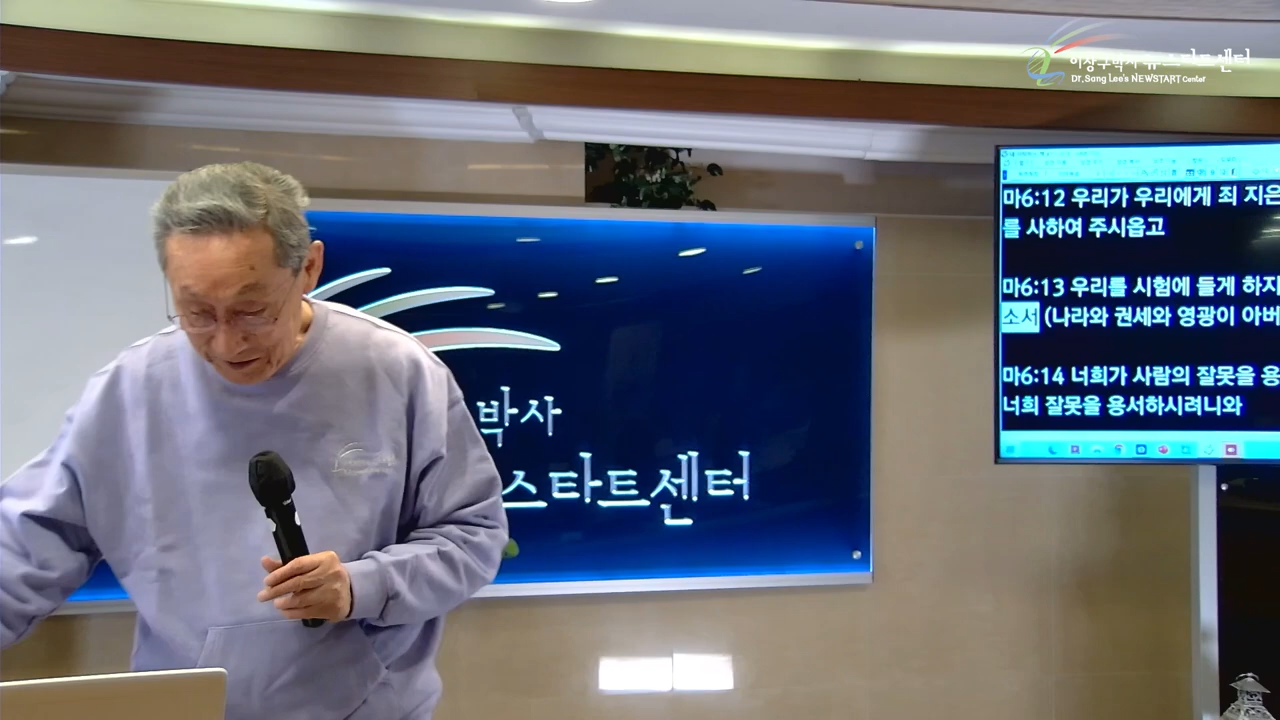 이상구박사 뉴스타트센터
Dr. Sang Lee's NEWSTART Center
마6:12 우리가 우리에게 죄 지은
를 사하여 주시옵고
마6:13 우리를 시험에 들게 하지
소서 (나라와 권세와 영광이 아버
마6:14 너희가 사람의 잘못을 용
너희 잘못을 용서하시려니와
박사
스타트센터